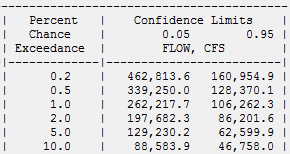 Percent | Confidence Limits
| Chance | 0.05 0.95 |
| Exceedance | FLOW, CFS |
| 0.2 | 462,813.6 160,954.9 |
| 0.5 | 339,250.0 128,370.1 |
| 1.0 | 262,217.7 106,262.3 |
| 2.0 | 197,682.3 86,201.6 |
| 5.0 | 129,230.2 62,599.9 |
| 10.0 | 88,583.9 46,758.0 |